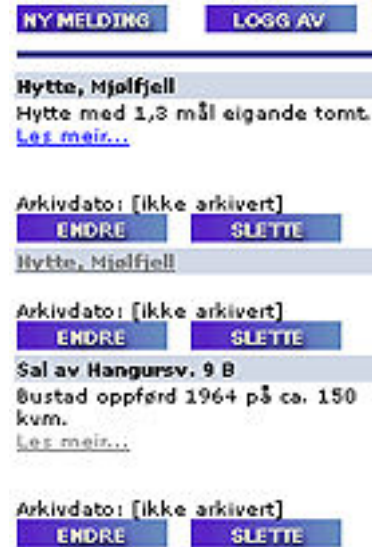 NY MELDING LOGG AV
Hytte, Mjølfjell
Hytte med 1,3 mål eigande tomt.
Les meir...
Arkivdato: [ikke arkivert]
ENDRE SLETTE
Hytte, Mjølfjell
Arkivdato: [ikke arkivert]
ENDRE SLETTE
Sal av Hangursv. 9 B
Bustad oppførd 1964 på ca. 150
kvm.
Les meir...
Arkivdato: [ikke arkivert]
ENDRE SLETTE